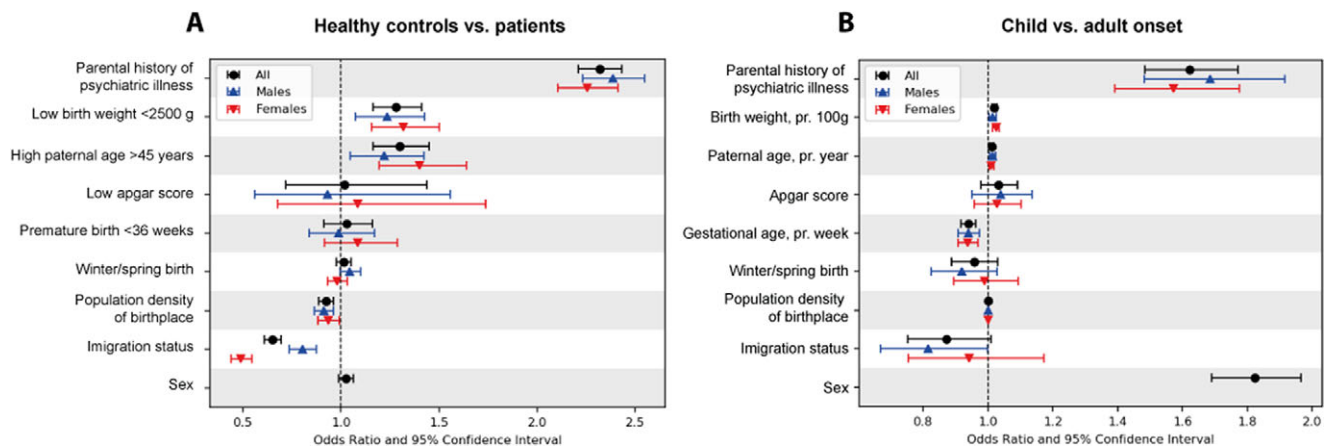 A
Healthy controls vs. patients
Parental history of
psychiatric illness
Low birth weight <2500 g
High paternal age >45 years
Low apgar score
Premature birth <36 weeks
Winter/spring birth
Population density
of birthplace
Imigration status
Sex
All
Males
Females
0.5
1.0
1.5
2.0
2.5
Odds Ratio and 95% Confidence Interval
B
Child vs. adult onset
Parental history of
psychiatric illness
Birth weight, pr. 100g
Paternal age, pr. year
Apgar score
Gestational age, pr. week
Winter/spring birth
Population density
of birthplace
Imigration status
Sex
All
Males
Females
0.8
1.0
1.2
1.4
1.6
1.8
2.0
Odds Ratio and 95% Confidence Interval